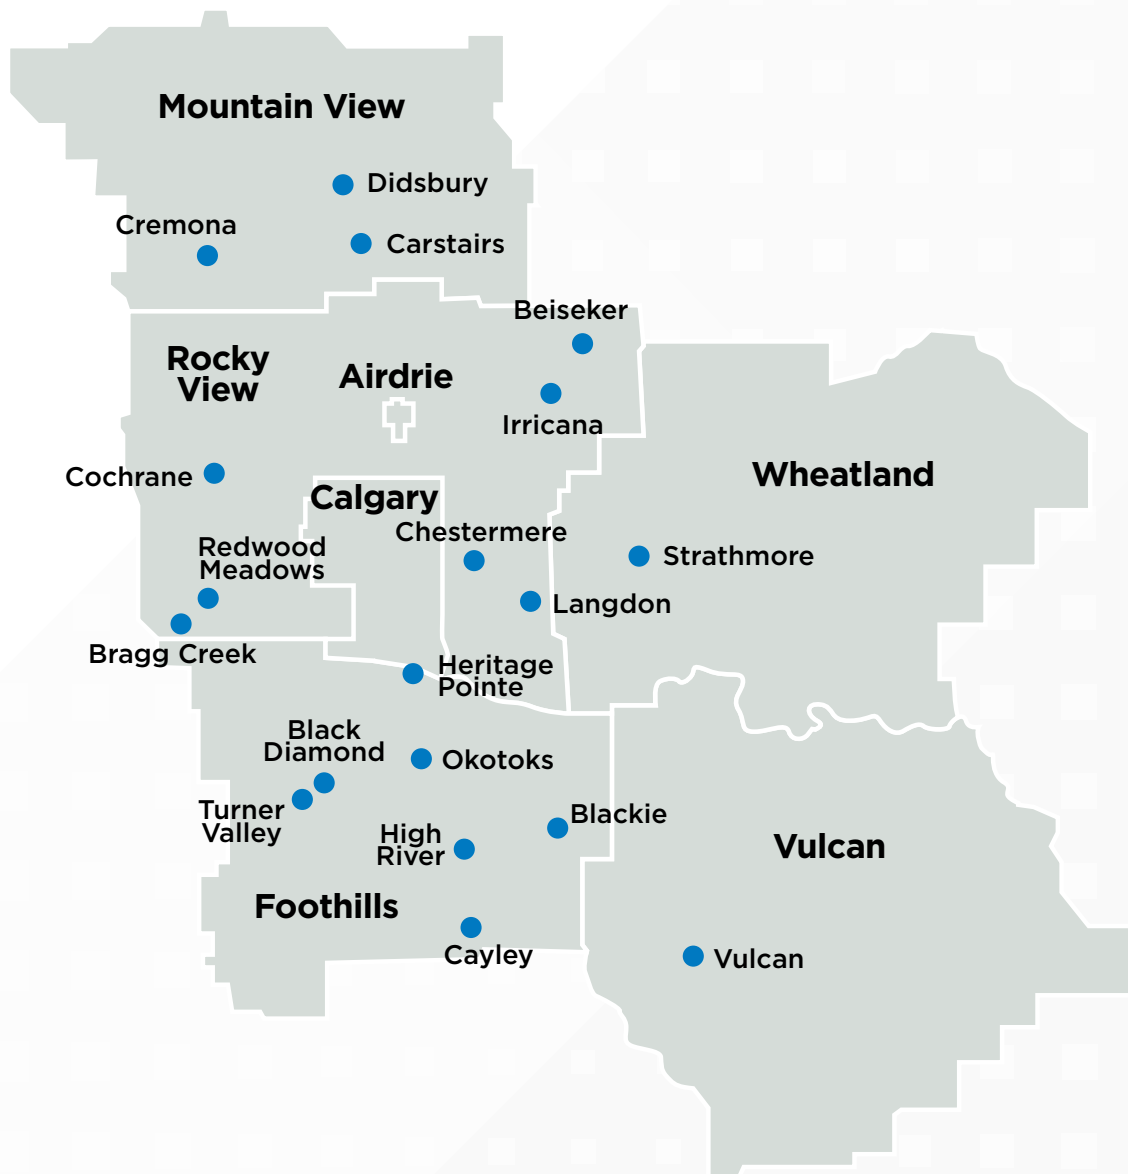 Mountain View
Didsbury
Cremona
Carstairs
Beiseker
Rocky
View
Airdrie
Irricana
Cochrane
Calgary
Wheatland
Chestermere
Redwood
Meadows
Strathmore
Langdon
Bragg Creek
Heritage
Pointe
Black
Diamond
Okotoks
Turner
Valley
Blackie
High
River
Vulcan
Foothills
Cayley
Vulcan